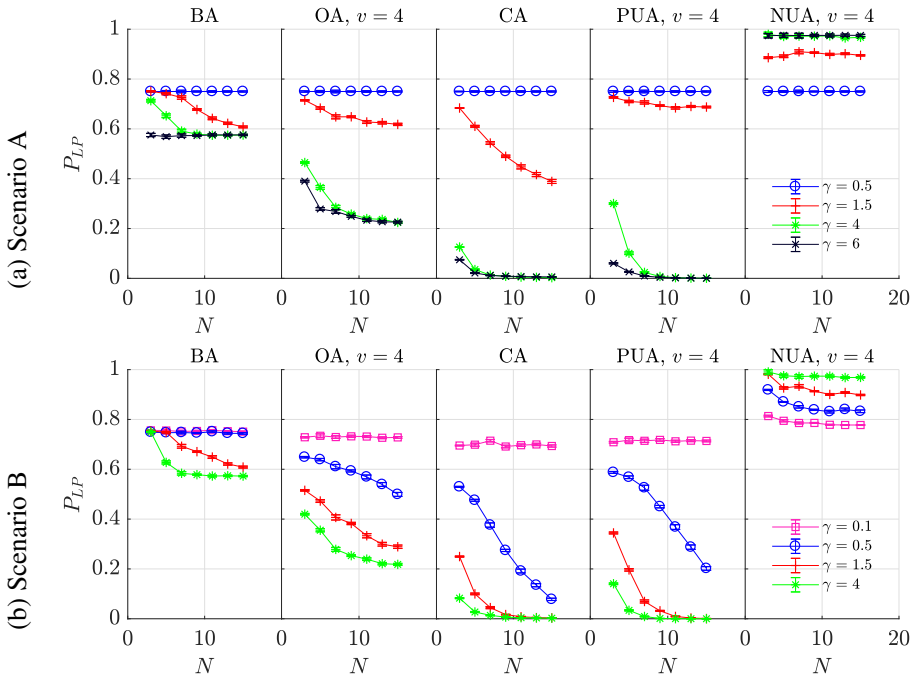 BA
OA, v = 4
CA
PUA, v = 4
NUA, v = 4
(a) Scenario A
P_LP
1
0.8
0.6
0.4
0.2
0
γ = 0.5
γ = 1.5
γ = 4
γ = 6
0 10 0 10 0 10 0 10 0 10 20
N N N N N
BA
OA, v = 4
CA
PUA, v = 4
NUA, v = 4
(b) Scenario B
P_LP
1
0.8
0.6
0.4
0.2
0
γ = 0.1
γ = 0.5
γ = 1.5
γ = 4
0 10 0 10 0 10 0 10 0 10 20
N N N N N